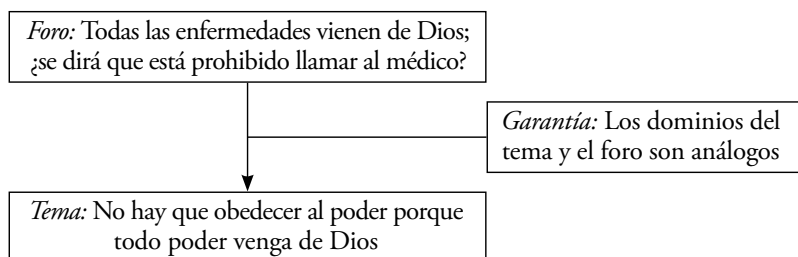 Foro: Todas las enfermedades vienen de Dios;
¿se dirá que está prohibido llamar al médico?
Garantía: Los dominios del
tema y el foro son análogos
Tema: No hay que obedecer al poder porque
todo poder venga de Dios